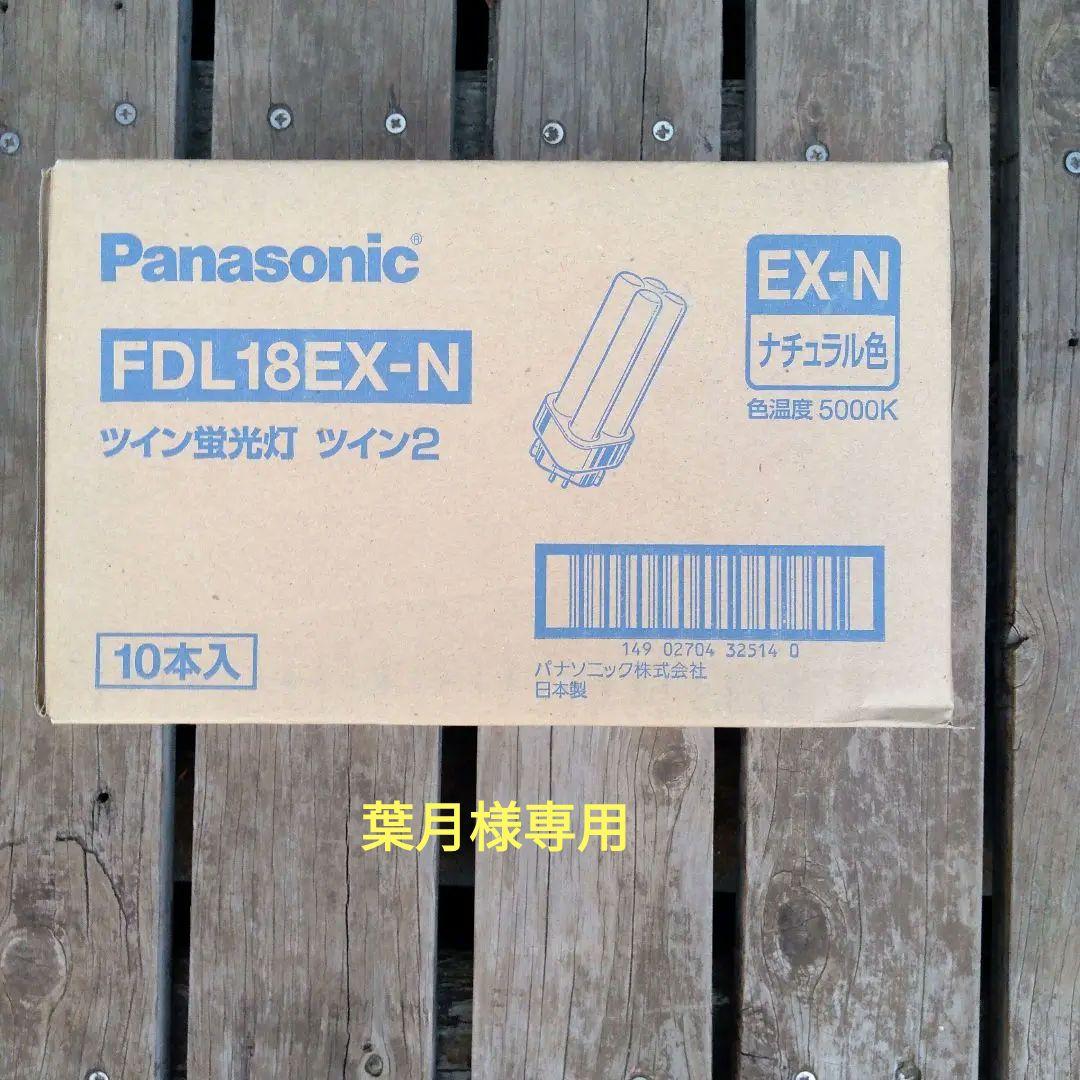 Panasonic®
EX-N
FDL18EX-N
ナチュラル色
色温度 5000K
ツイン蛍光灯 ツイン2
149 02704 32514 0
10本入
パナソニック株式会社
日本製
葉月様専用